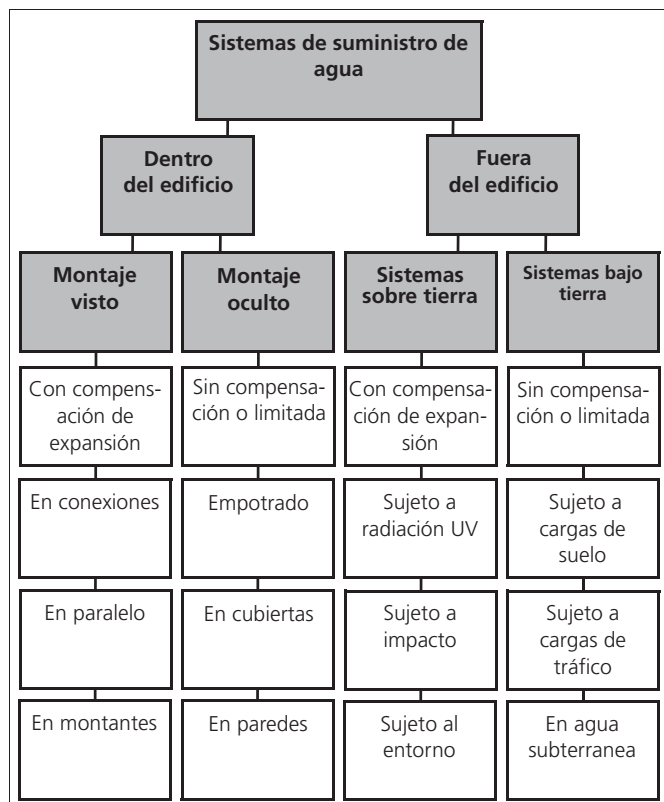 Sistemas de suministro de
agua
Dentro
del edificio
Fuera
del edificio
Montaje
visto
Montaje
oculto
Sistemas
sobre tierra
Sistemas bajo
tierra
Con compens-
ación de
expansión
Sin compensa-
ción o limitada
Con compensa-
ción de expan-
sión
Sin compensa-
ción o limitada
En conexiones
Empotrado
Sujeto a
radiación UV
Sujeto a
cargas de
suelo
En paralelo
En cubiertas
Sujeto a
impacto
Sujeto a
cargas de
tráfico
En montantes
En paredes
Sujeto al
entorno
En agua
subterranea